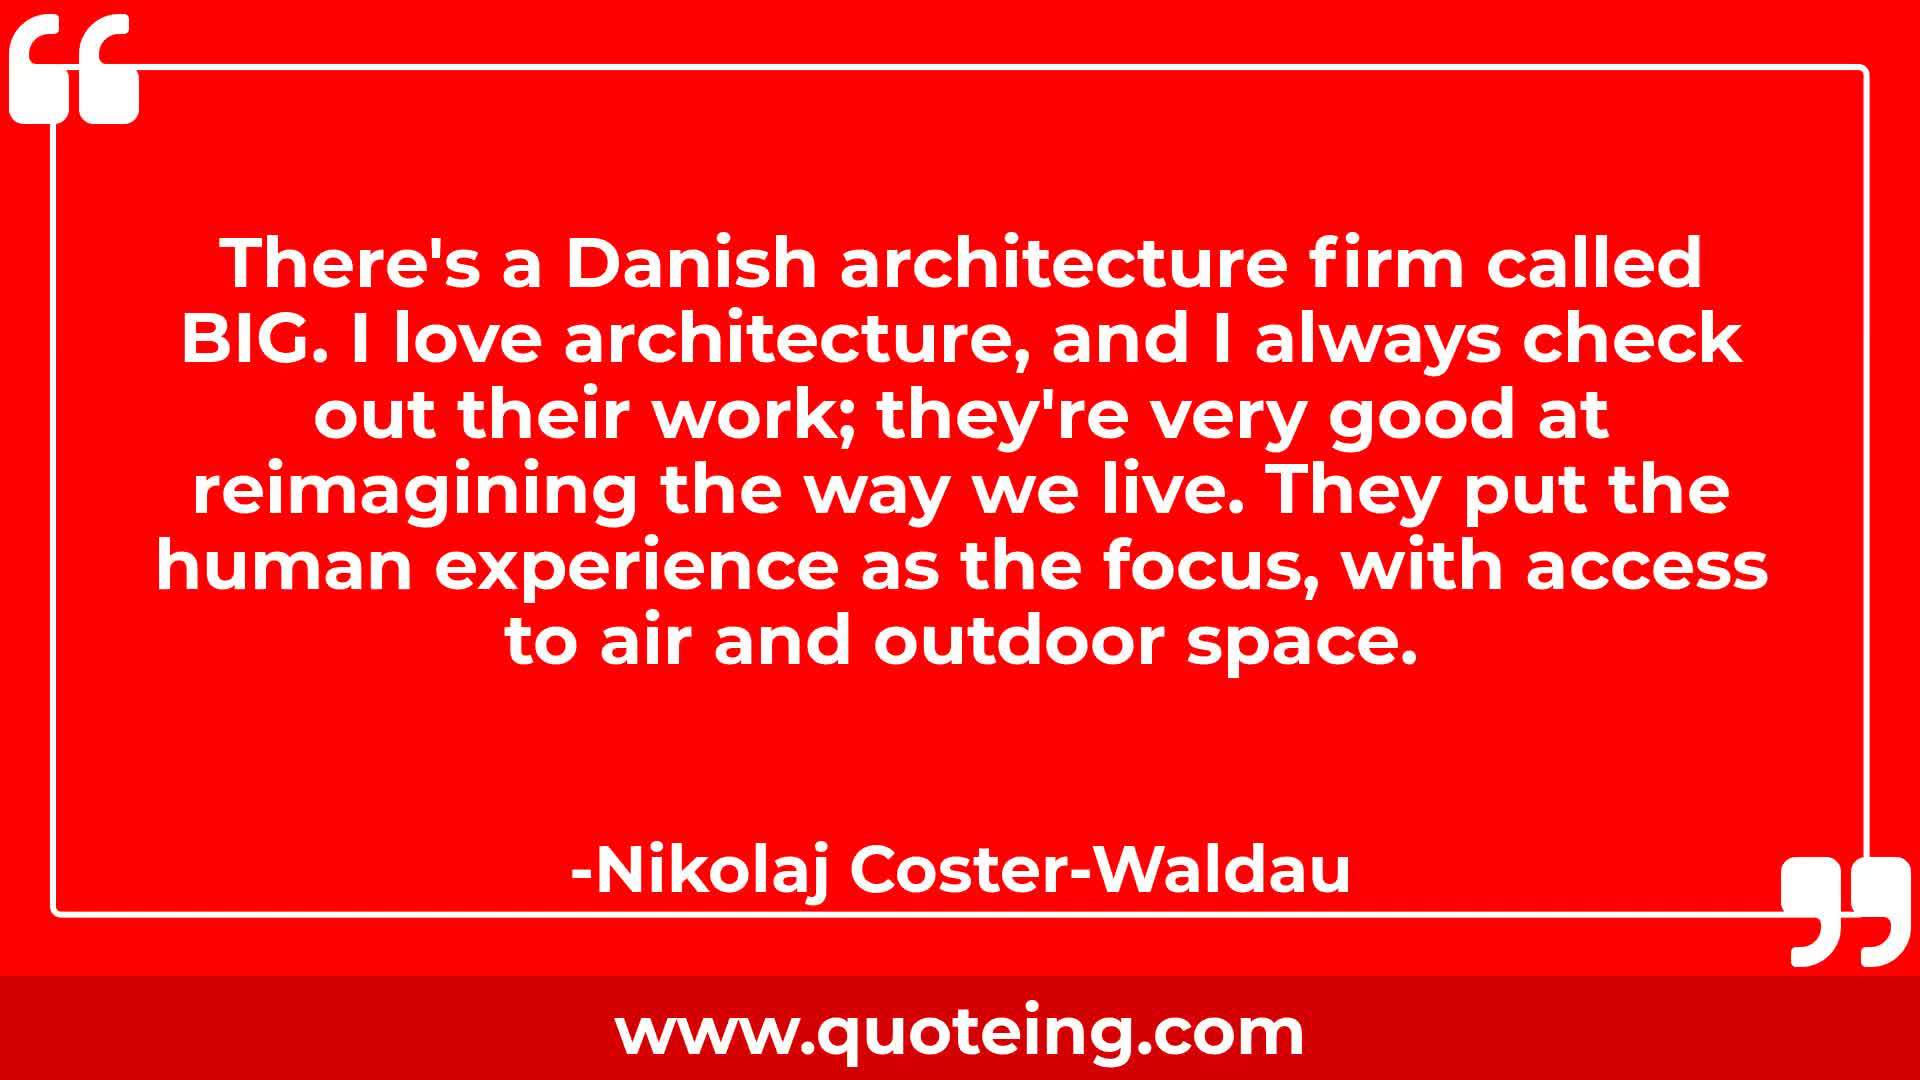 There's a Danish architecture firm called
BIG. I love architecture, and I always check
out their work; they're very good at
reimagining the way we live. They put the
human experience as the focus, with access
to air and outdoor space.
-Nikolaj Coster-Waldau
www.quoteing.com